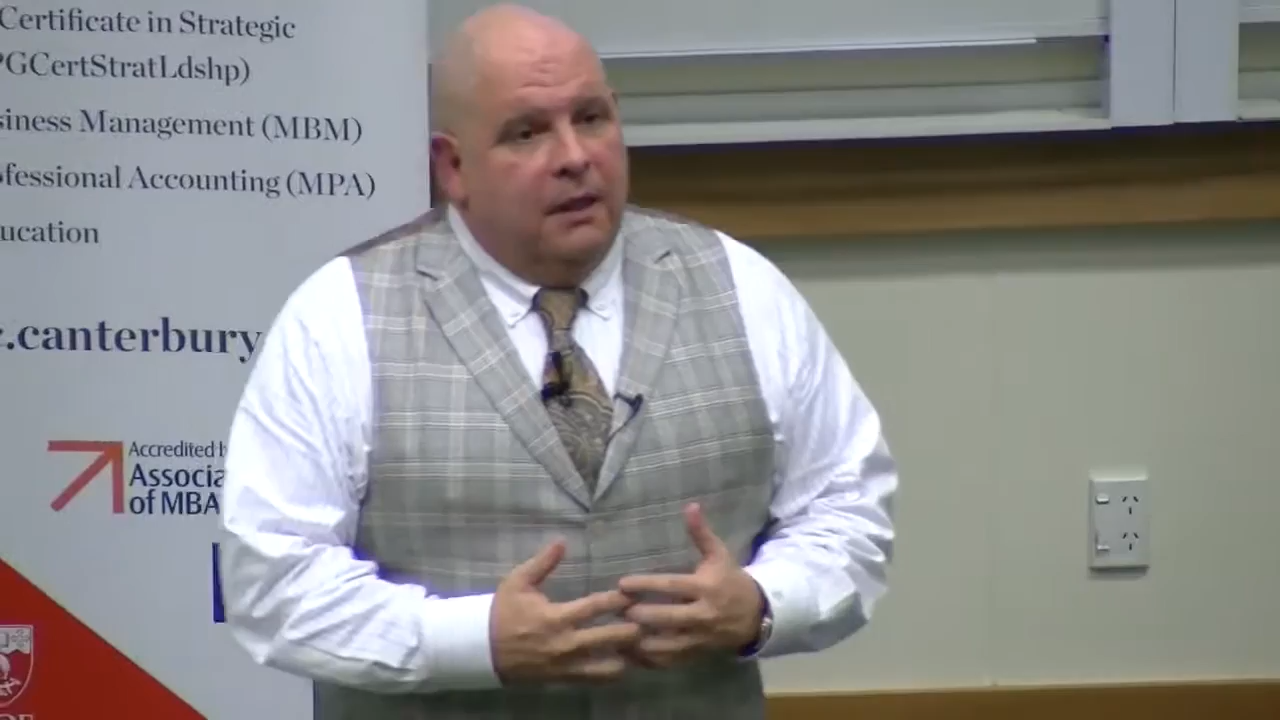 Certificate in Strategic
PGCertStratLdshp)
siness Management (MBM)
ofessional Accounting (MPA)
ucation
z.canterbury
Accredited b
Associa
of MBA